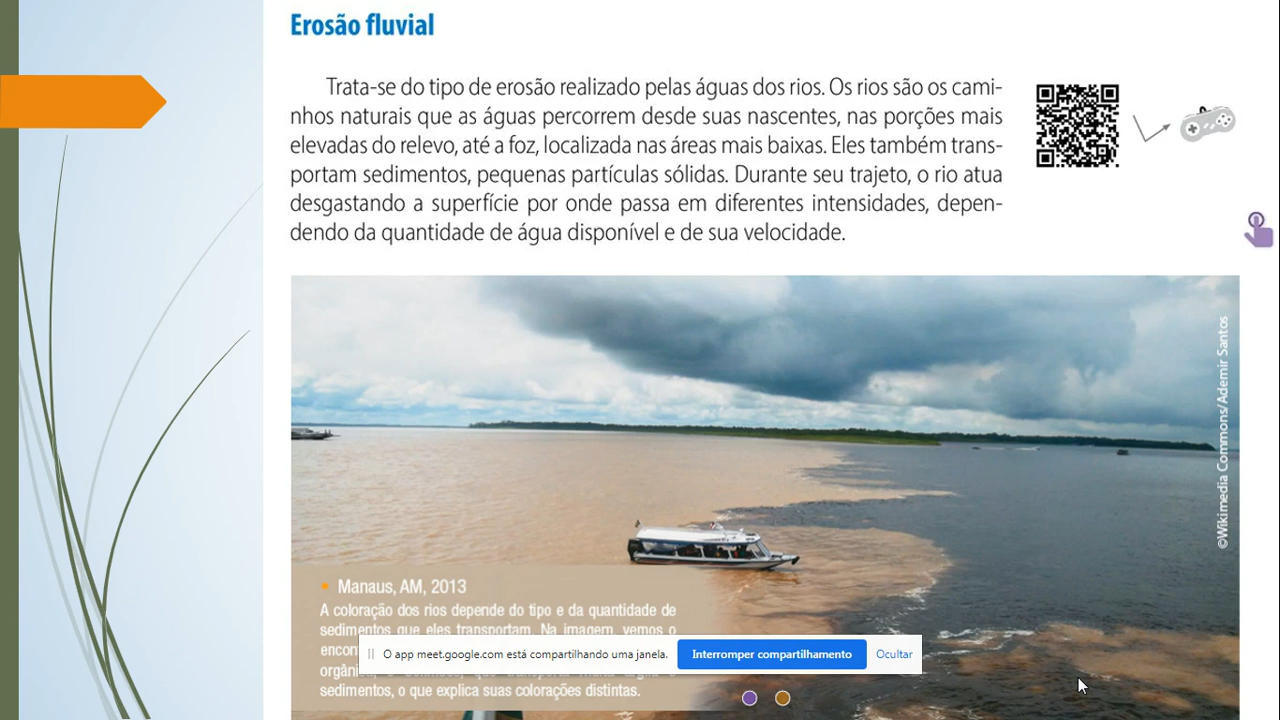 Erosão fluvial
Trata-se do tipo de erosão realizado pelas águas dos rios. Os rios são os cami-
nhos naturais que as águas percorrem desde suas nascentes, nas porções mais
elevadas do relevo, até a foz, localizada nas áreas mais baixas. Eles também trans-
portam sedimentos, pequenas partículas sólidas. Durante seu trajeto, o rio atua
desgastando a superfície por onde passa em diferentes intensidades, depen-
dendo da quantidade de água disponível e de sua velocidade.
©Wikimedia Commons/Ademir Santos
Manaus, AM, 2013
A coloração dos rios depende do tipo e da quantidade de
sedimentos que eles transportam. Na imagem, vemos o
sedimentos, o que explica suas colorações distintas.
O app meet.google.com está compartilhando uma janela.
Interromper compartilhamento
Ocultar